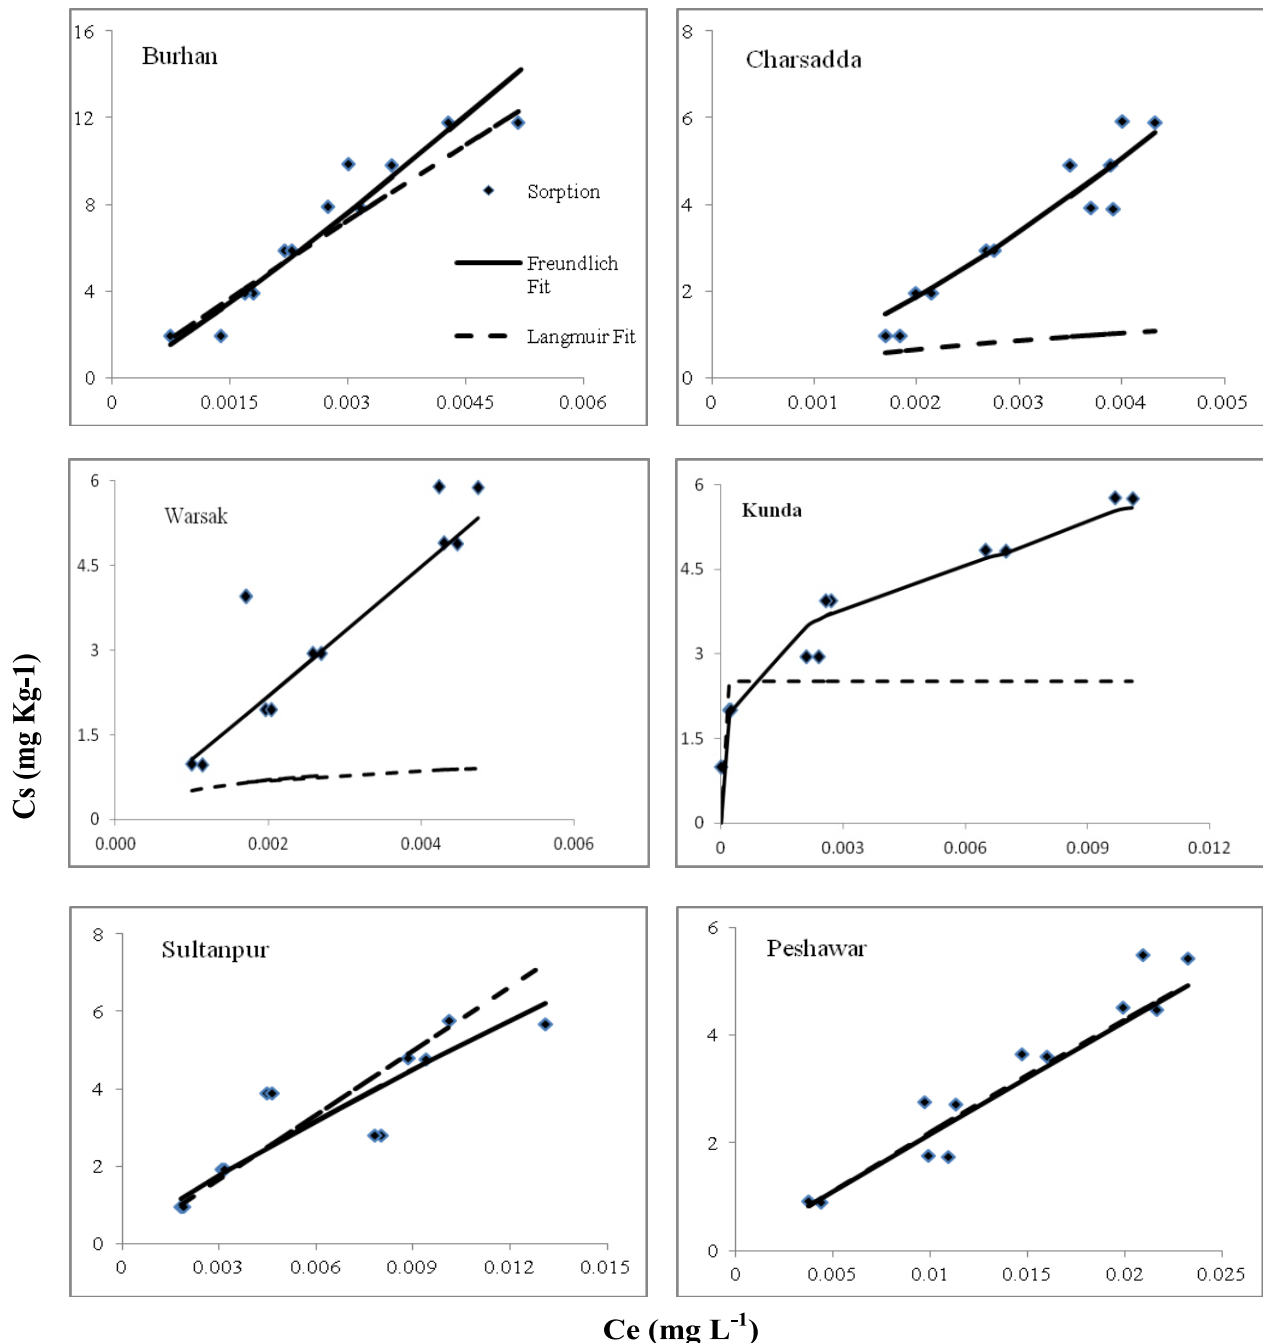 Burhan
16
12
8
4
0
0 0.0015 0.003 0.0045 0.006
Sorption
Freundlich
Fit
Langmuir Fit
Charsadda
8
6
4
2
0
0 0.001 0.002 0.003 0.004 0.005
Warsak
6
4.5
3
1.5
0
0.000 0.002 0.004 0.006
Kunda
6
4.5
3
1.5
0
0 0.003 0.006 0.009 0.012
Sultanpur
8
6
4
2
0
0 0.003 0.006 0.009 0.012 0.015
Peshawar
6
4
2
0
0 0.005 0.01 0.015 0.02 0.025
Cs (mg Kg-1)
Ce (mg L⁻¹)